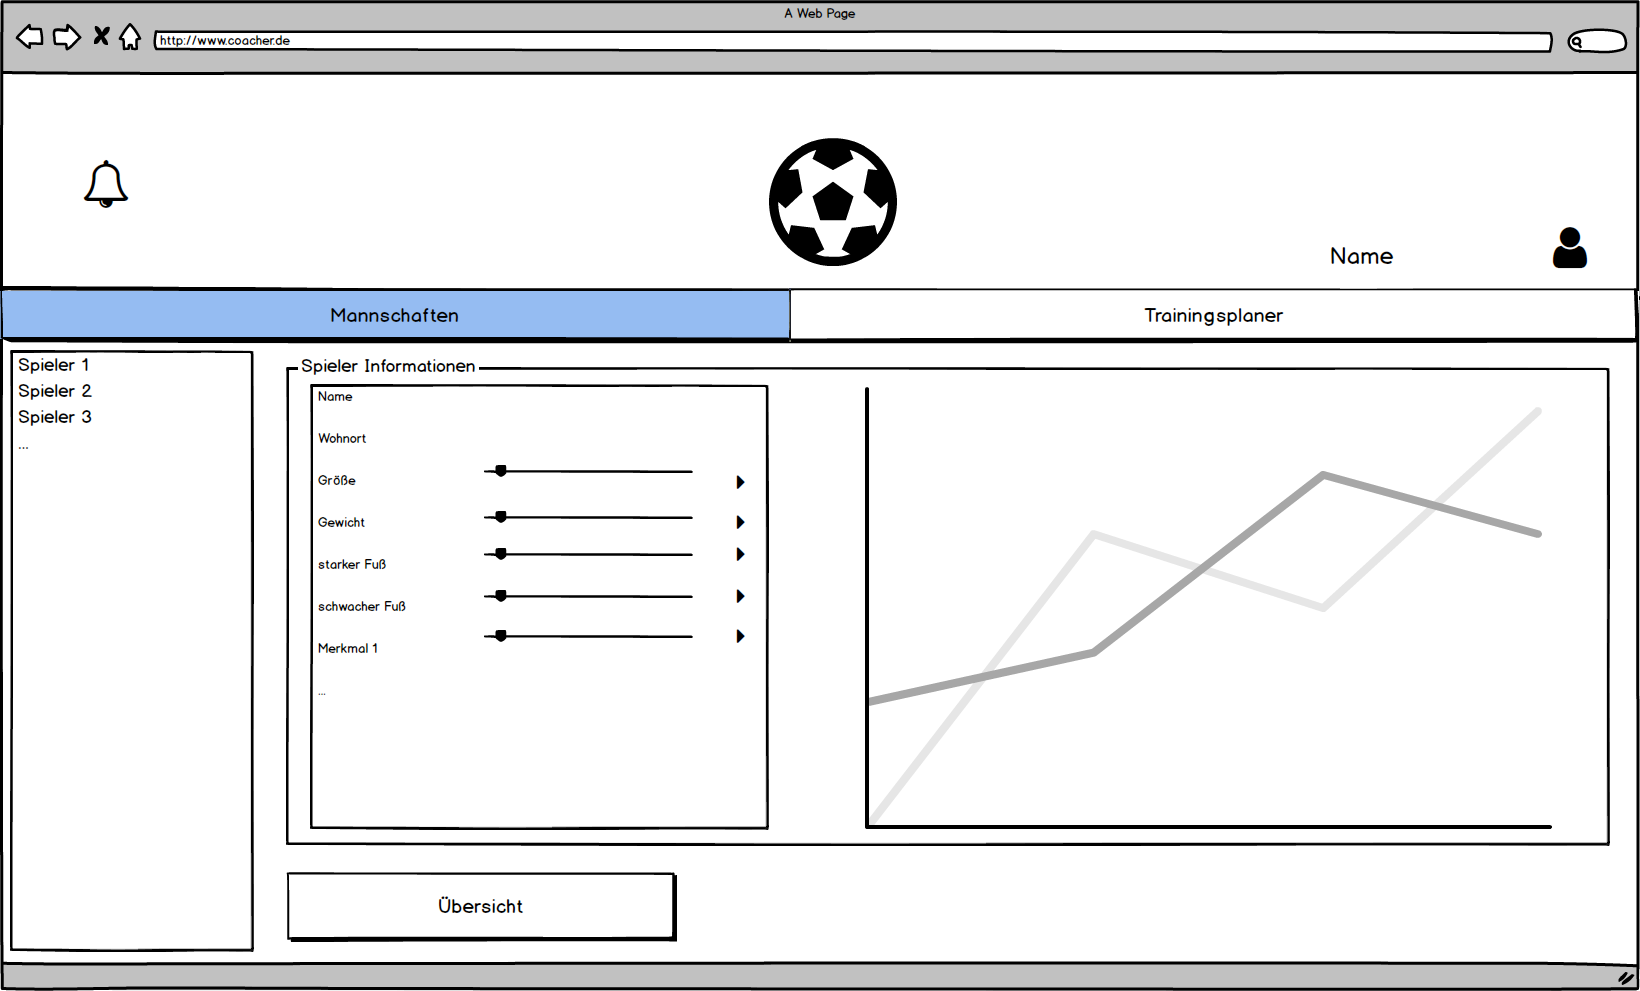 A Web Page
http://www.coacher.de
Name
Mannschaften
Trainingsplaner
Spieler 1
Spieler 2
Spieler 3
...
Spieler Informationen
Name
Wohnort
Größe
Gewicht
starker Fuß
schwacher Fuß
Merkmal 1
...
Übersicht